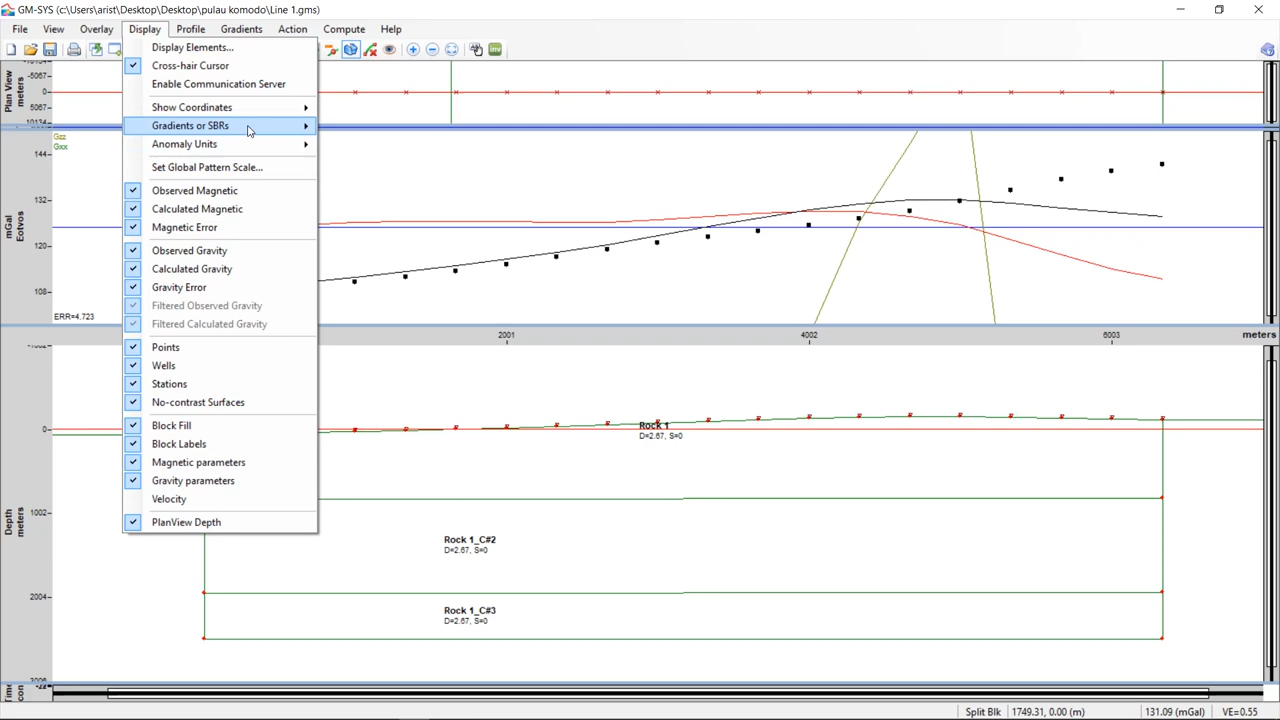 GM-SYS (c:\Users\arist\Desktop\Desktop\pulau komodo\Line 1.gms)
File View Overlay Display Profile Gradients Action Compute Help
Display Elements...
Cross-hair Cursor
Enable Communication Server
Show Coordinates
Gradients or SBRs
Anomaly Units
Set Global Pattern Scale...
Observed Magnetic
Calculated Magnetic
Magnetic Error
Observed Gravity
Calculated Gravity
Gravity Error
Filtered Observed Gravity
Filtered Calculated Gravity
Points
Wells
Stations
No-contrast Surfaces
Block Fill
Block Labels
Magnetic parameters
Gravity parameters
Velocity
PlanView Depth
inv
Plan View
meters
-5067
0
5067
Gzz
Gxx
mGal
Eotvos
144
132
120
108
ERR=4.723
2001 4002 6003 meters
Depth
meters
0
1002
2004
Rock 1
D=2.67, S=0
Rock 1_C#2
D=2.67, S=0
Rock 1_C#3
D=2.67, S=0
-22
Split Blk 1749.31, 0.00 (m) 131.09 (mGal) VE=0.55